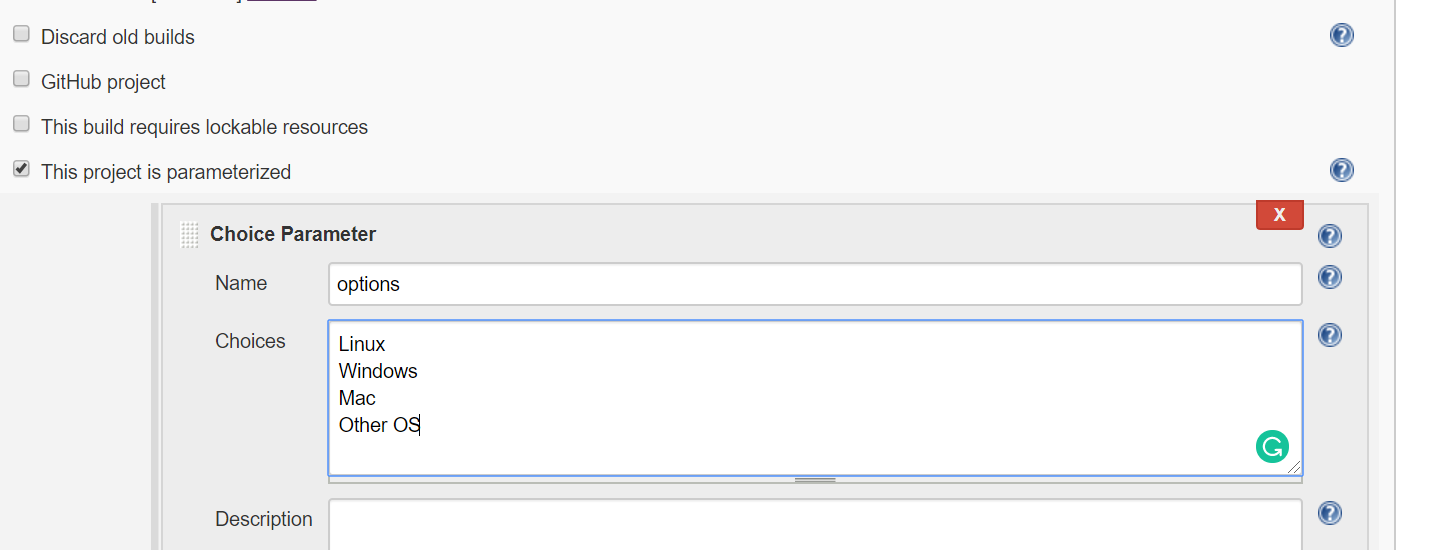 Discard old builds
GitHub project
This build requires lockable resources
This project is parameterized
X
Choice Parameter
Name
options
Choices
Linux
Windows
Mac
Other OS
Description